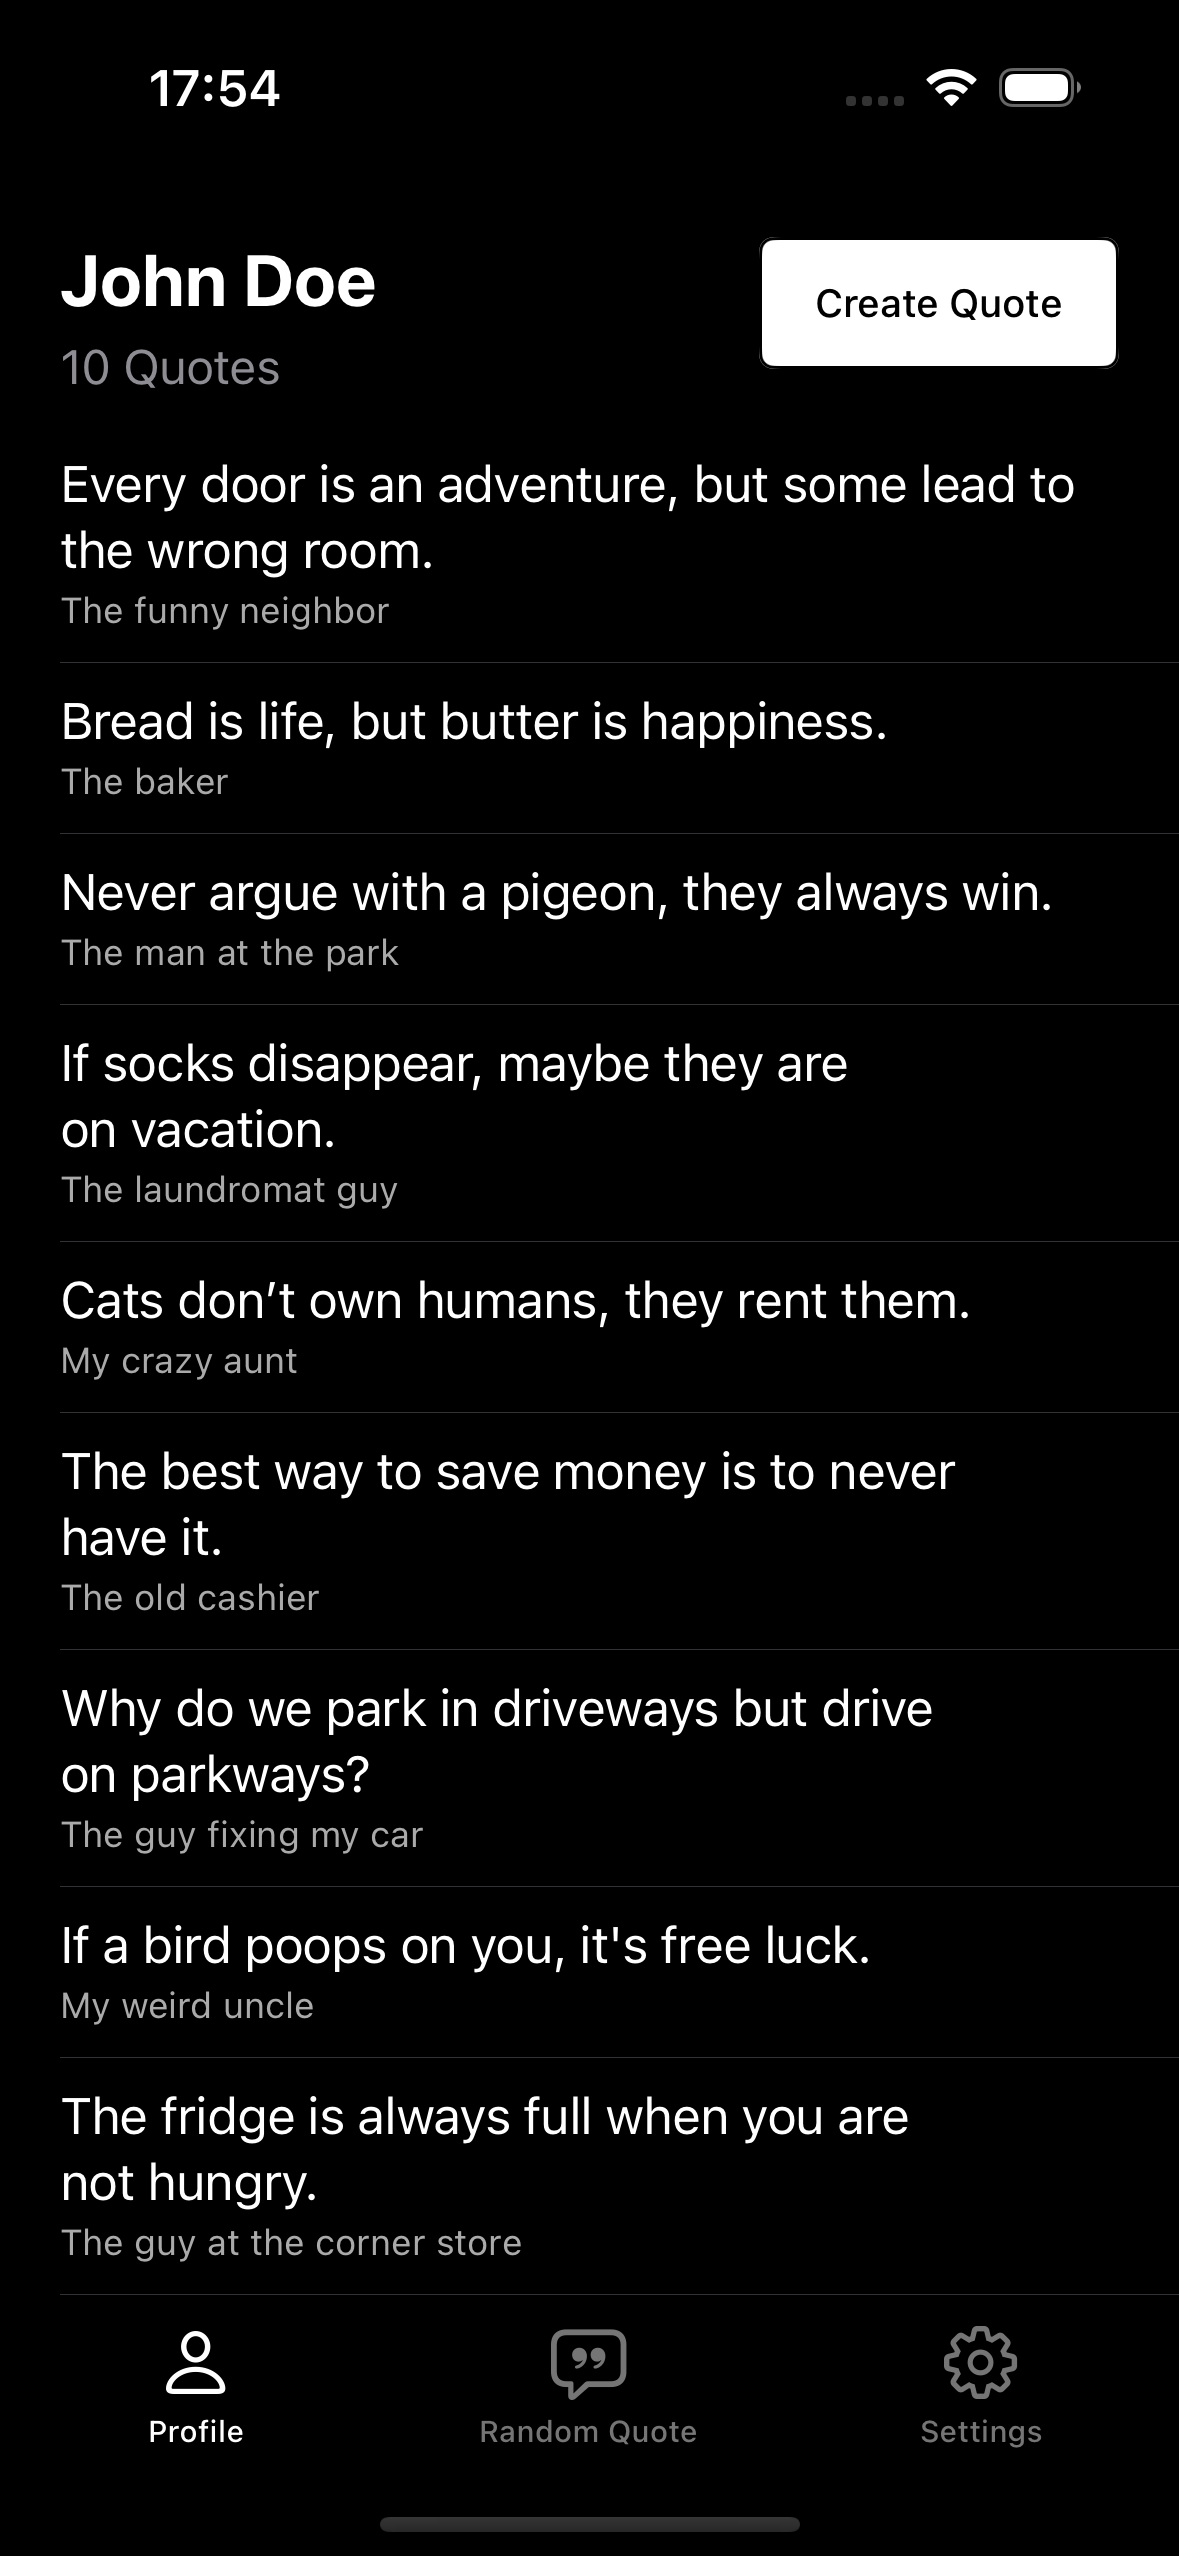 17:54
John Doe
Create Quote
10 Quotes
Every door is an adventure, but some lead to
the wrong room.
The funny neighbor
Bread is life, but butter is happiness.
The baker
Never argue with a pigeon, they always win.
The man at the park
If socks disappear, maybe they are
on vacation.
The laundromat guy
Cats don’t own humans, they rent them.
My crazy aunt
The best way to save money is to never
have it.
The old cashier
Why do we park in driveways but drive
on parkways?
The guy fixing my car
If a bird poops on you, it's free luck.
My weird uncle
The fridge is always full when you are
not hungry.
The guy at the corner store
Profile
Random Quote
Settings